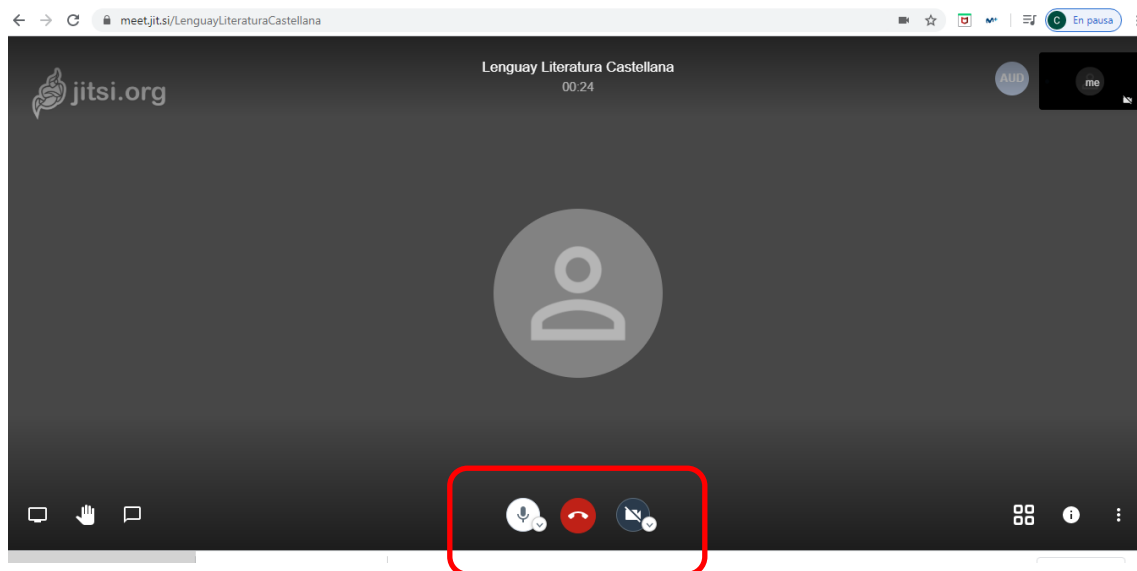 meet.jit.si/LenguayLiteraturaCastellana
C En pausa
jitsi.org
Lenguay Literatura Castellana
00:24
AUD
me